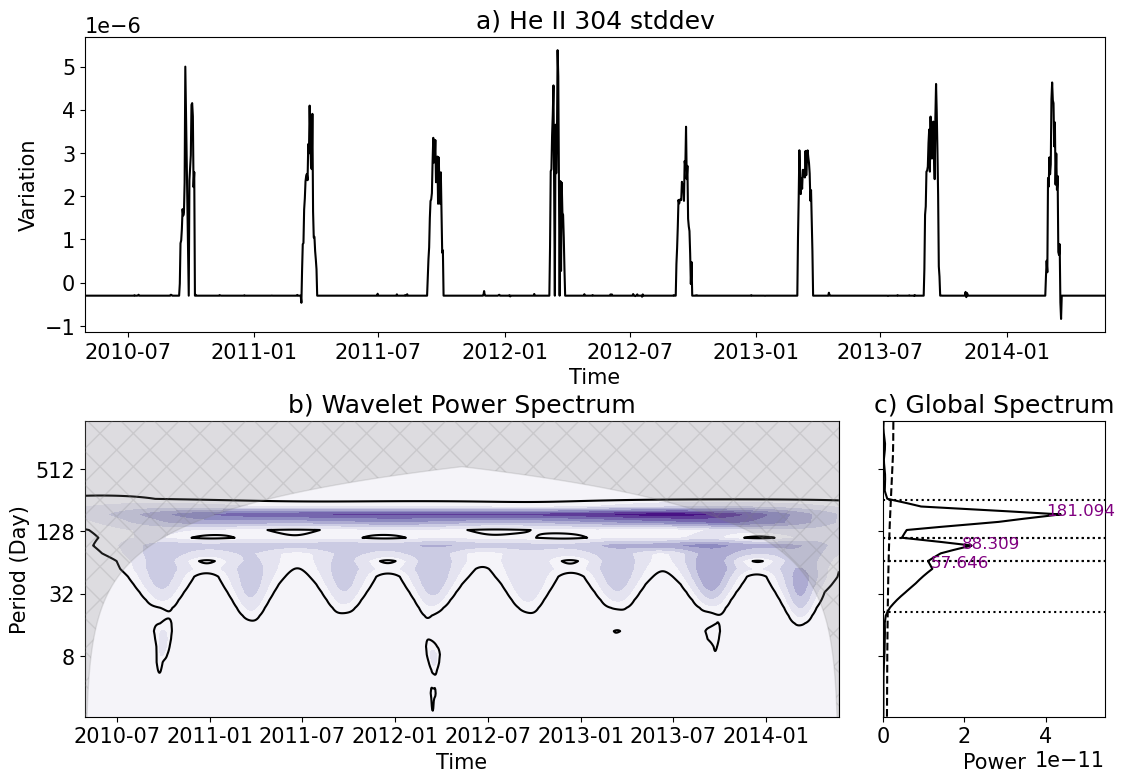 a) He II 304 stddev
1e−6
5
4
3
2
1
0
−1
Variation
2010-07 2011-01 2011-07 2012-01 2012-07 2013-01 2013-07 2014-01
Time
b) Wavelet Power Spectrum
512
128
32
8
Period (Day)
2010-07 2011-01 2011-07 2012-01 2012-07 2013-01 2013-07 2014-01
Time
c) Global Spectrum
181.094
88.309
57.646
0 2 4
Power 1e−11